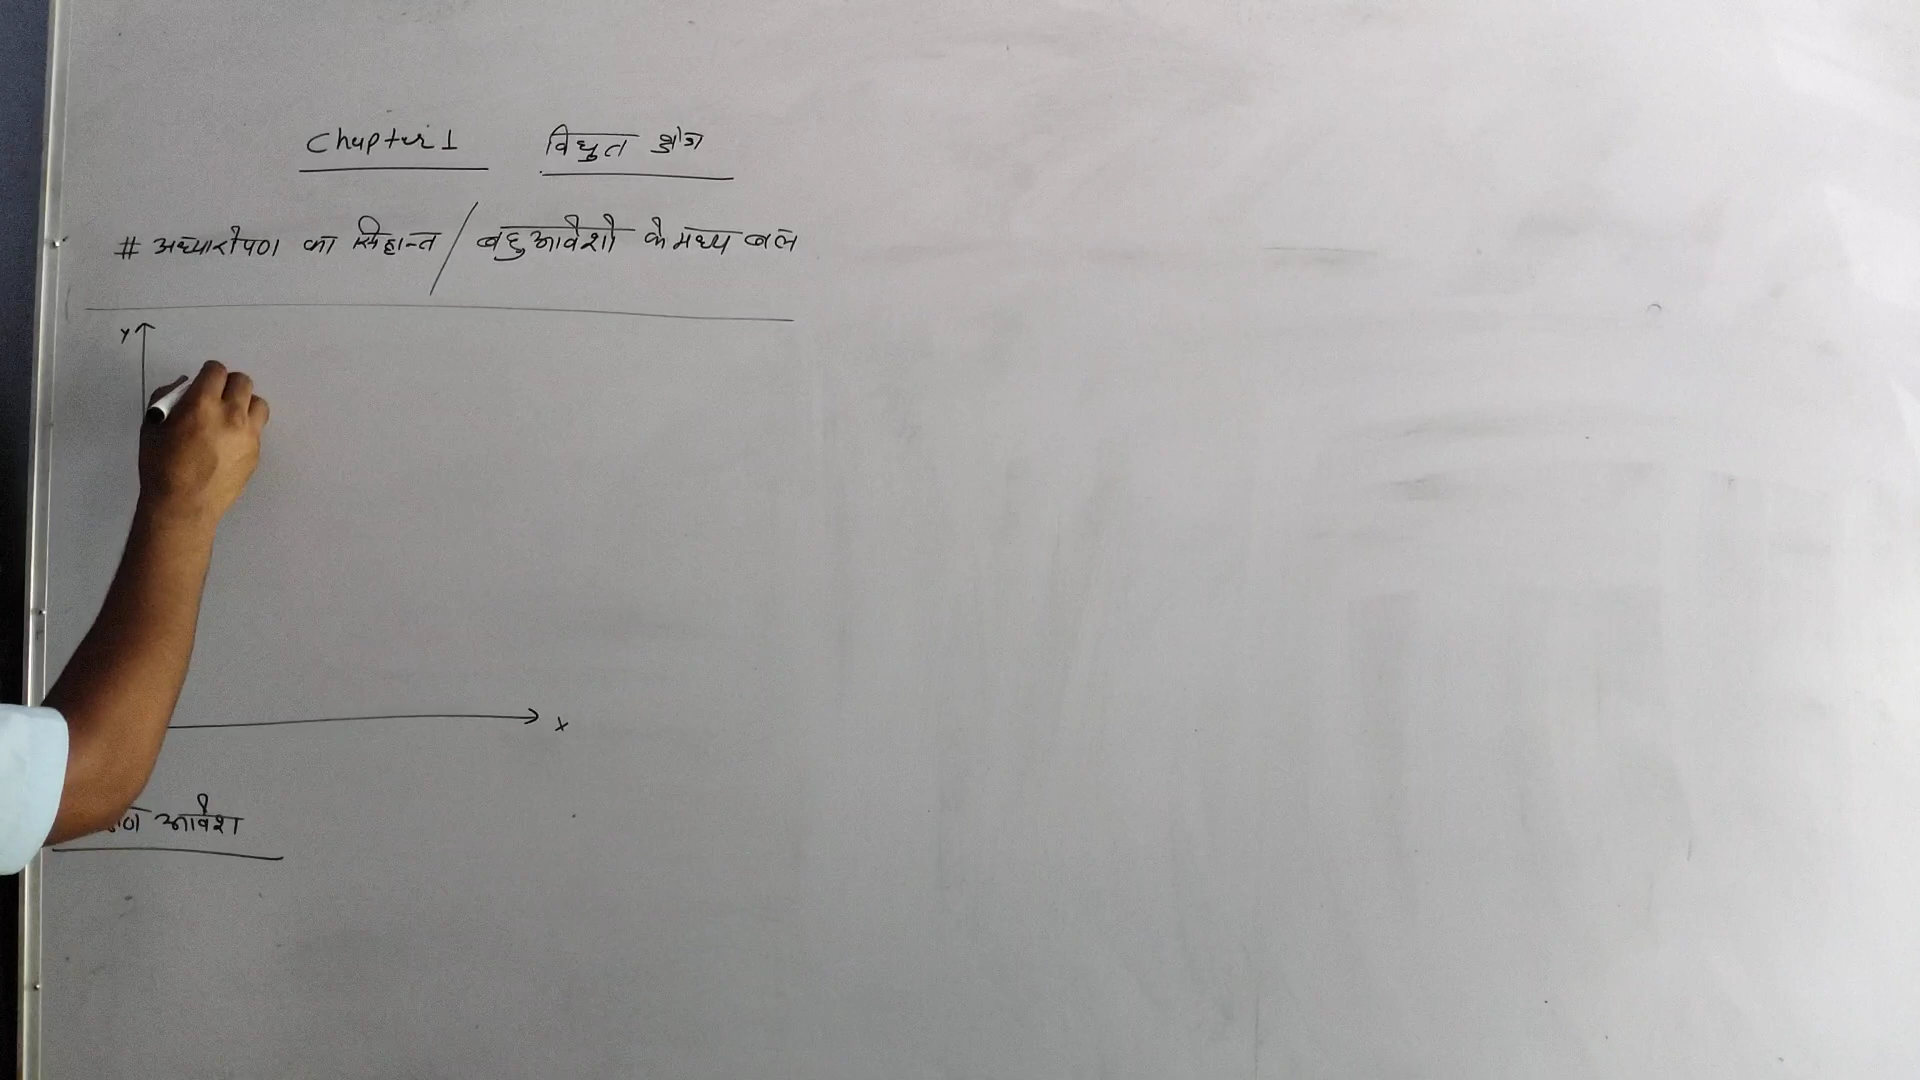 Chapter 1 विधुत क्षेत्र
# अध्यारोपण का सिद्धान्त / बहुआवेशो के मध्य बल
Y
X
आवेश